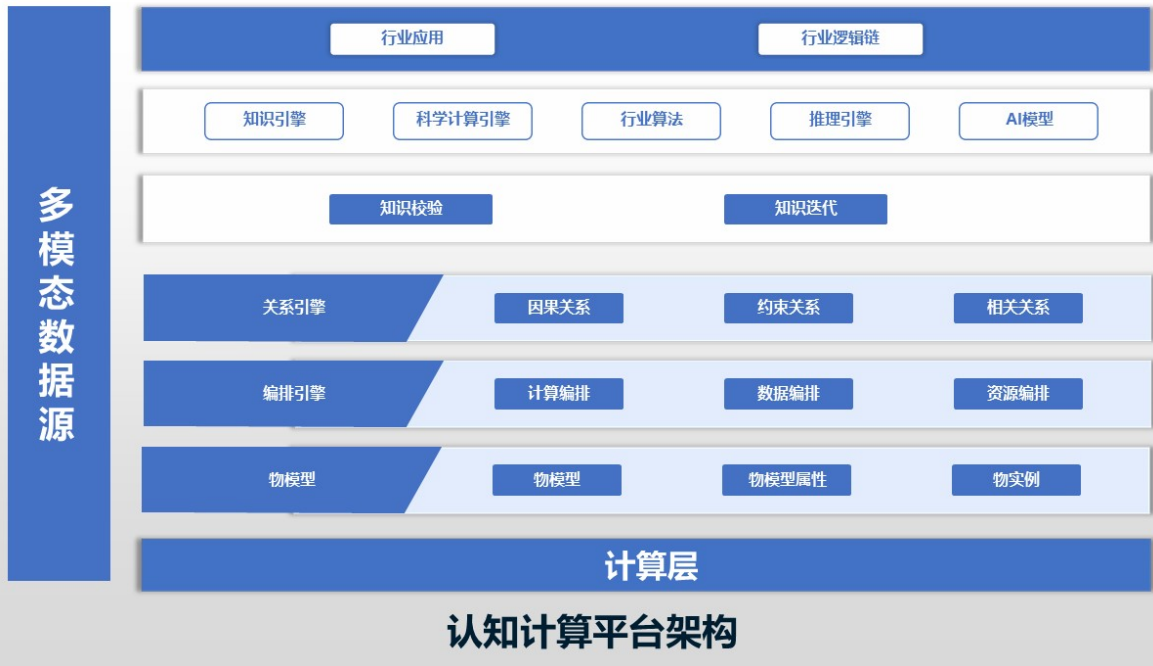 多模态数据源
行业应用
行业逻辑链
知识引擎
科学计算引擎
行业算法
推理引擎
AI模型
知识校验
知识迭代
关系引擎
因果关系
约束关系
相关关系
编排引擎
计算编排
数据编排
资源编排
物模型
物模型
物模型属性
物实例
计算层
认知计算平台架构